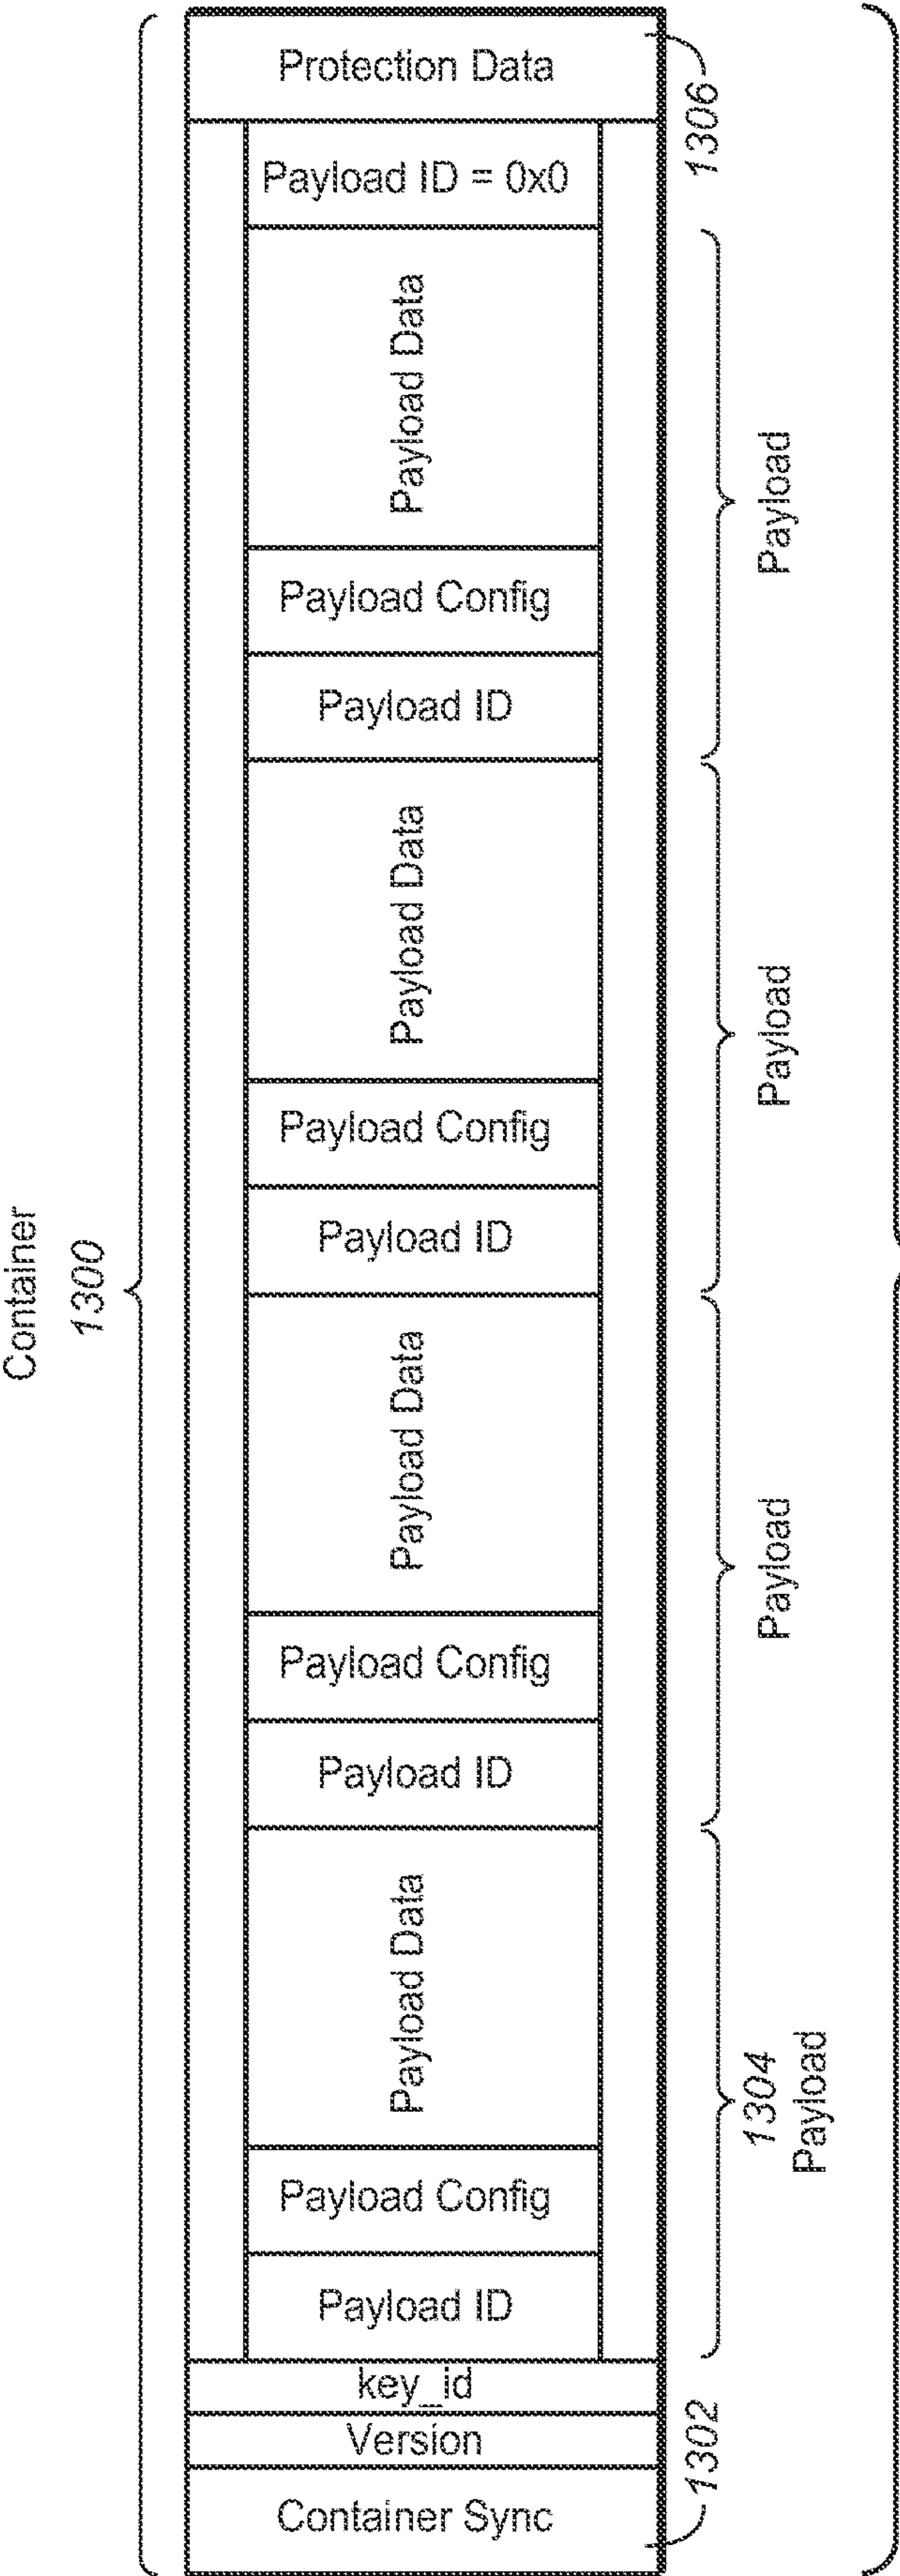 Container
1300
Protection Data
1306
Payload ID = 0x0
Payload Data
Payload Config
Payload ID
Payload
Payload Data
Payload Config
Payload ID
Payload
Payload Data
Payload Config
Payload ID
Payload
Payload Data
Payload Config
Payload ID
1304
Payload
key_id
Version
Container Sync
1302